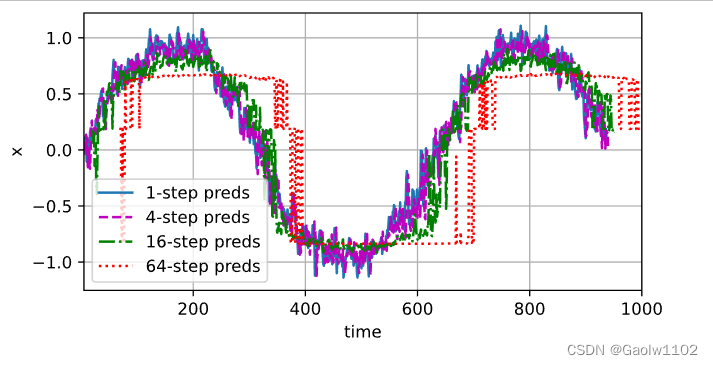 1.0
0.5
0.0
−0.5
−1.0
x
1-step preds
4-step preds
16-step preds
64-step preds
200 400 600 800 1000
time
CSDN @Gaolw1102